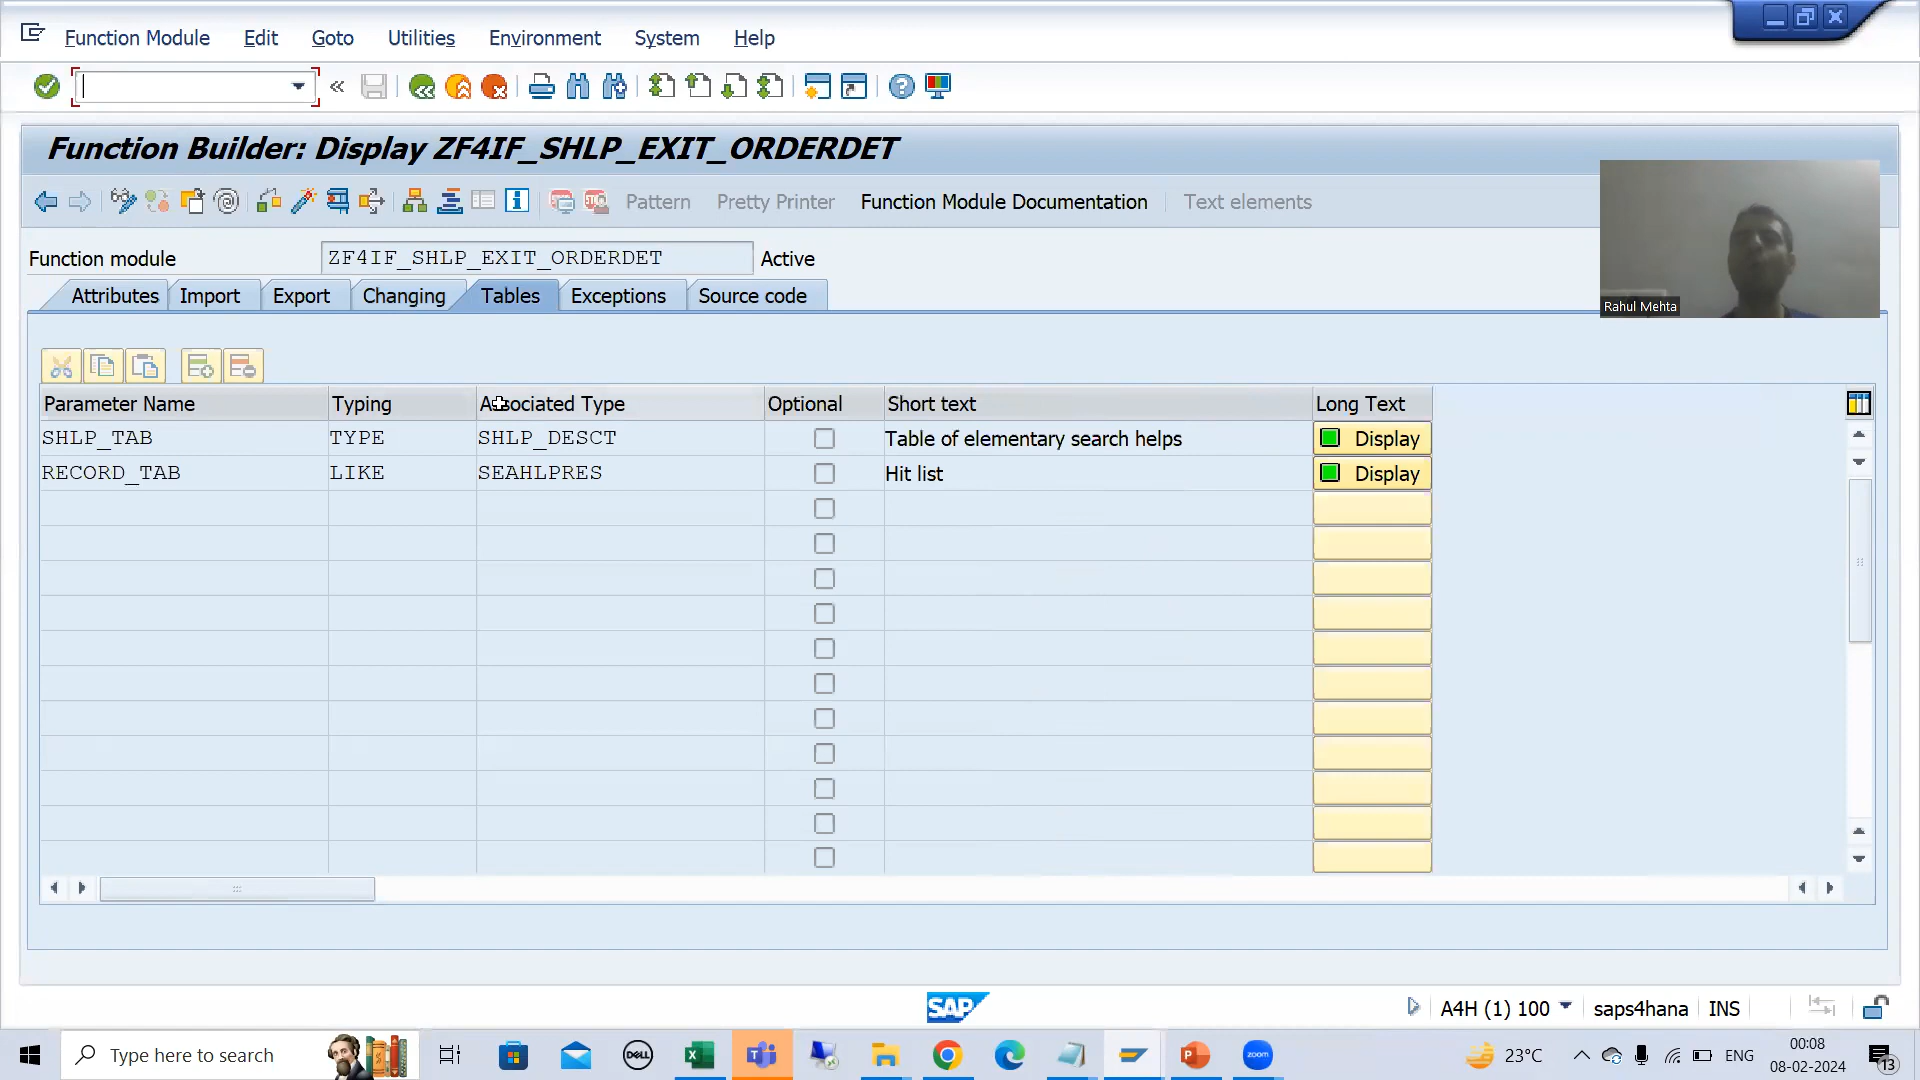 Function Module Edit Goto Utilities Environment System Help
Function Builder: Display ZF4IF_SHLP_EXIT_ORDERDET
Pattern Pretty Printer Function Module Documentation Text elements
Function module ZF4IF_SHLP_EXIT_ORDERDET Active
Rahul Mehta
Attributes Import Export Changing Tables Exceptions Source code
Parameter Name Typing Associated Type Optional Short text Long Text
SHLP_TAB TYPE SHLP_DESCT Table of elementary search helps Display
RECORD_TAB LIKE SEAHLPRES Hit list Display
SAP A4H (1) 100 saps4hana INS
Type here to search DELL zoom 23°C ENG 00:08
08-02-2024 13